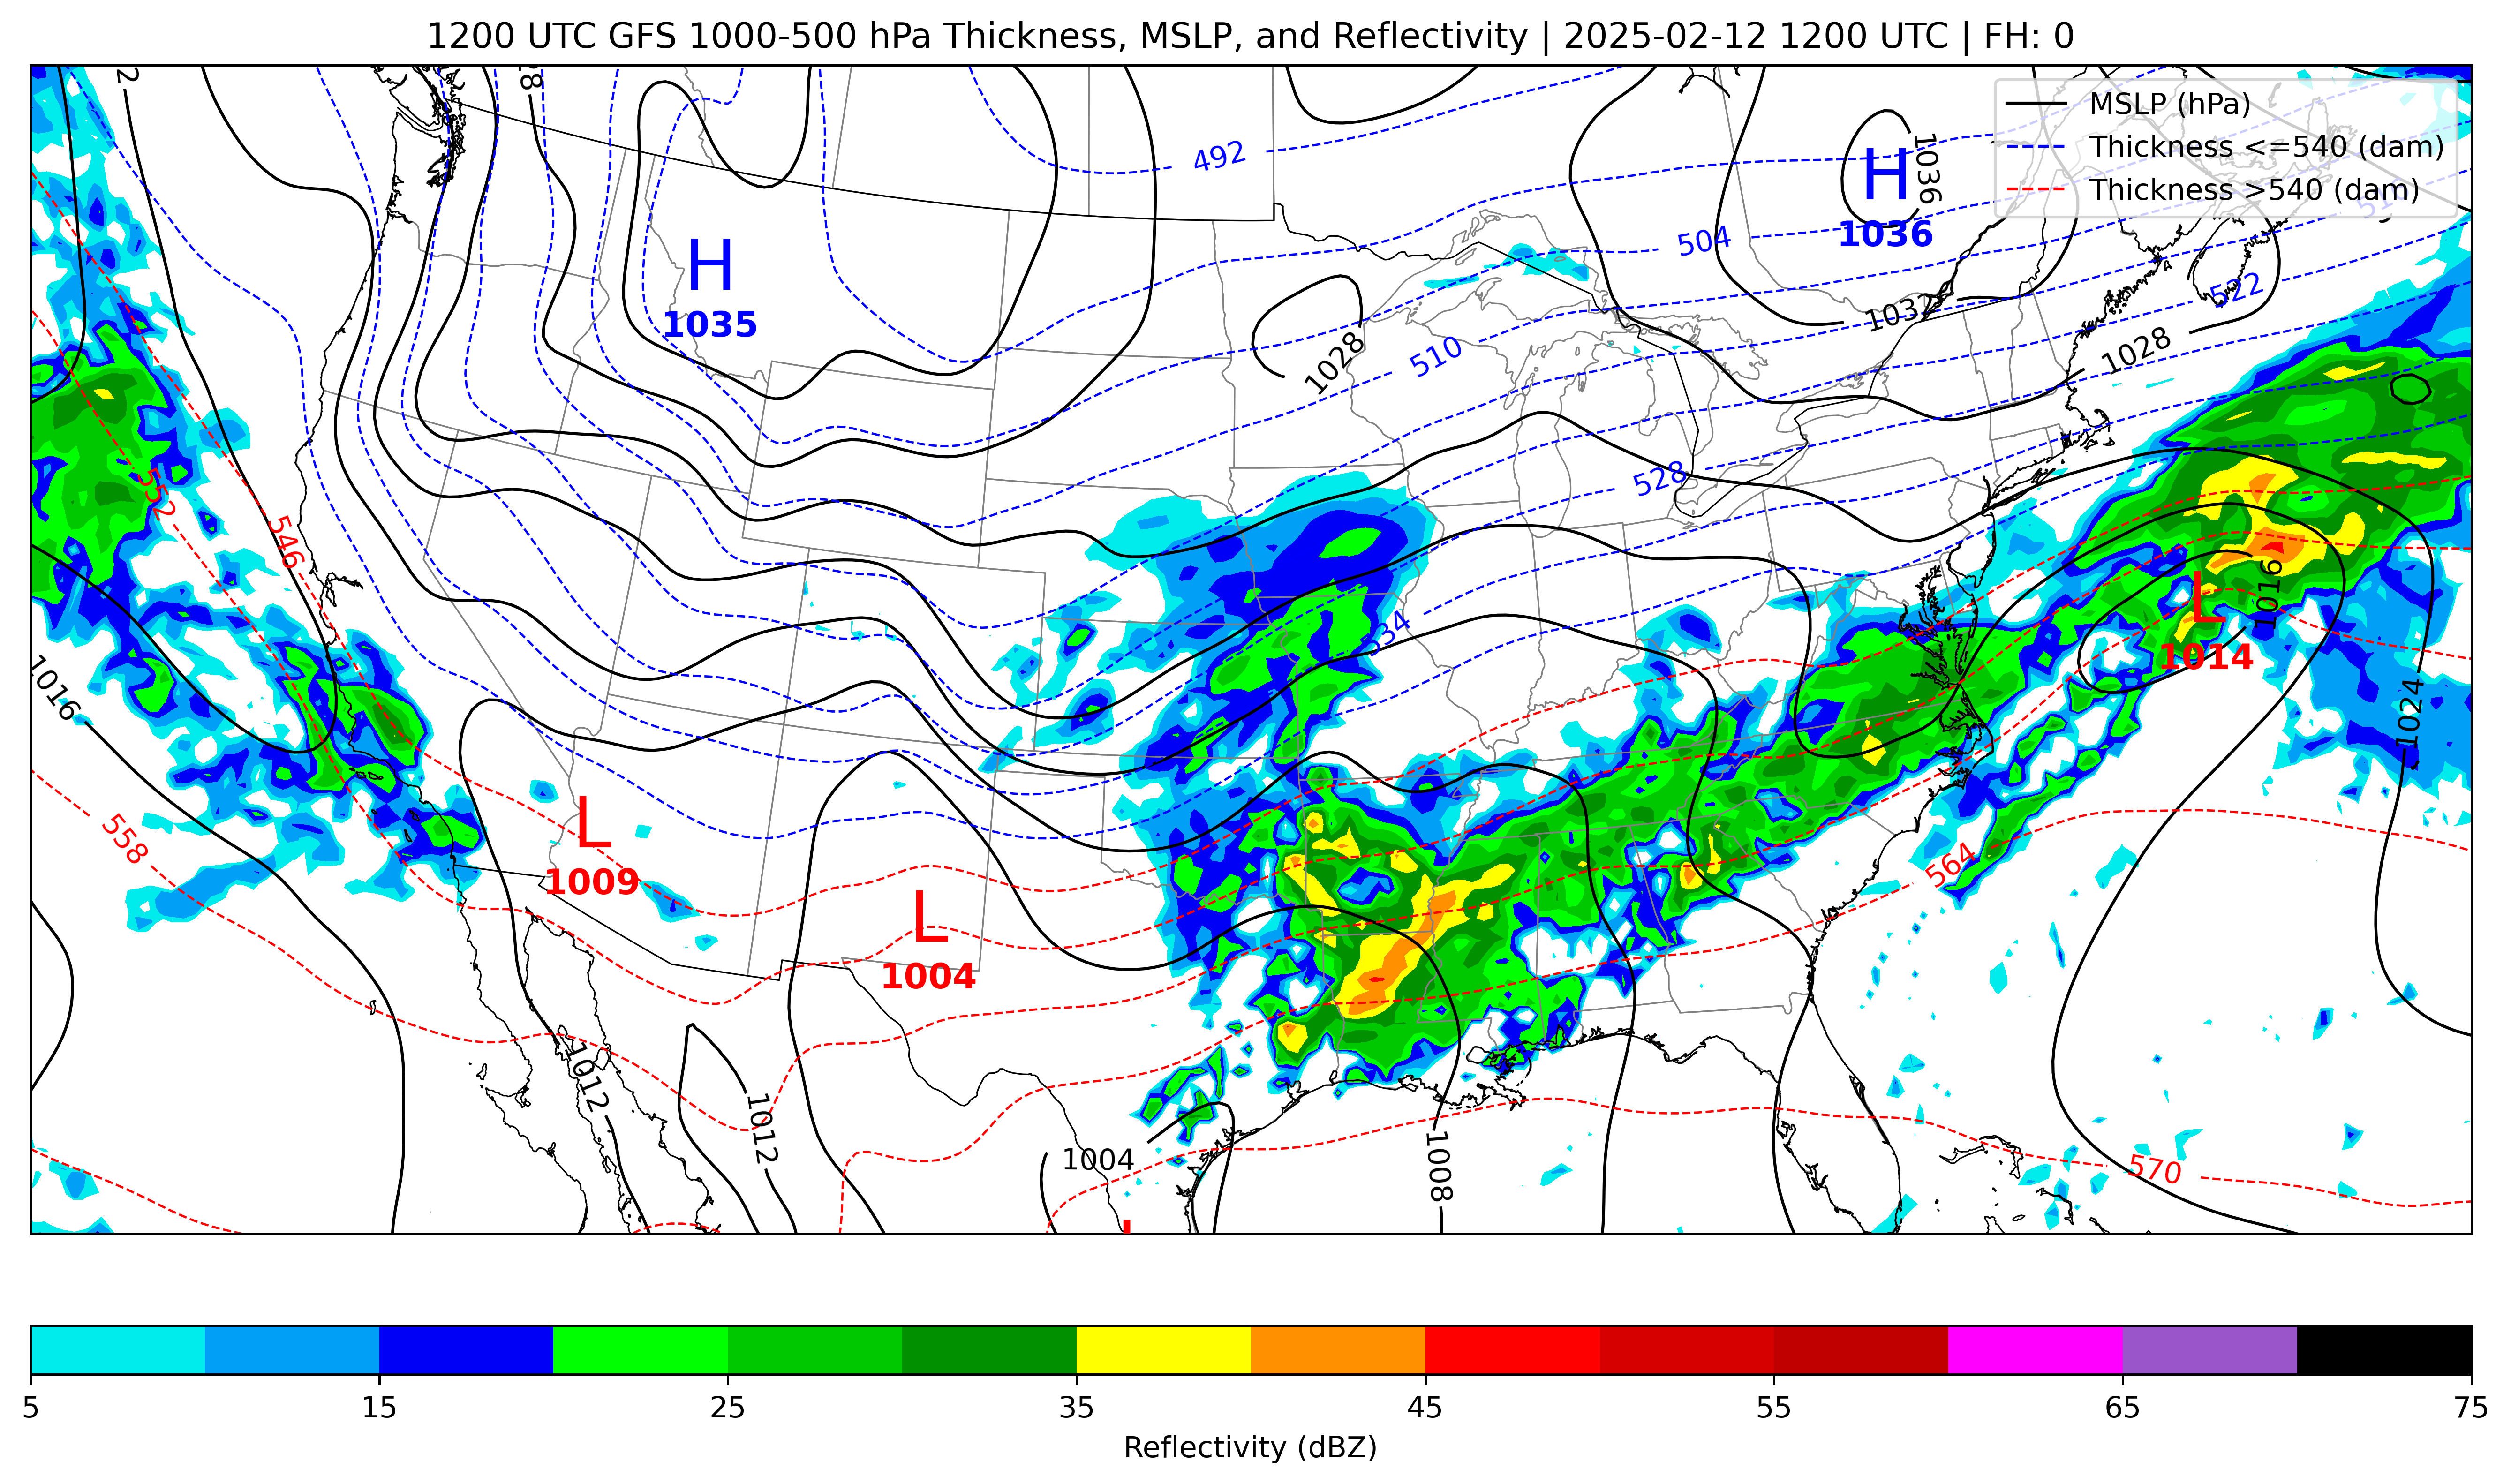 1200 UTC GFS 1000-500 hPa Thickness, MSLP, and Reflectivity | 2025-02-12 1200 UTC | FH: 0
MSLP (hPa)
Thickness <=540 (dam)
Thickness >540 (dam)
H
1036
1036
492
504
H
1035
522
1032
1028
1028
510
528
552
546
534
L
1014
1016
1016
1024
558
L
1009
L
1004
564
1012
1012
1004
1008
570
5 15 25 35 45 55 65 75
Reflectivity (dBZ)